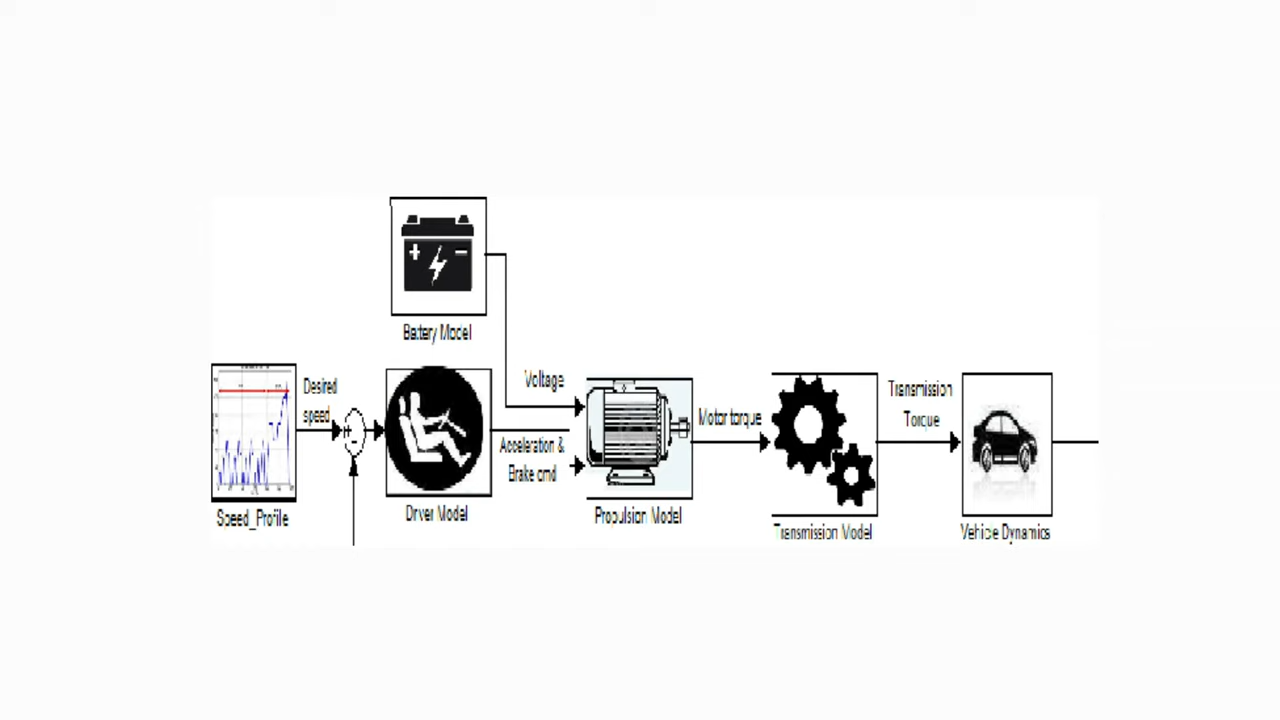 Battery Model
Desired
speed
Voltage
Acceleration &
Brake cmd
Motor torque
Transmission
Torque
Speed_Profile
Driver Model
Propulsion Model
Transmission Model
Vehicle Dynamics